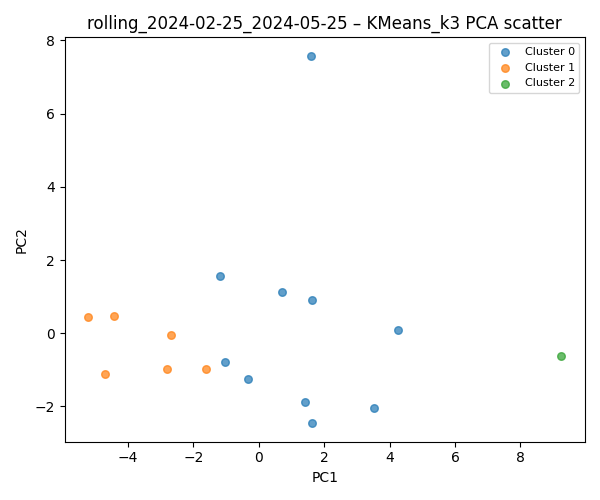 rolling_2024-02-25_2024-05-25 – KMeans_k3 PCA scatter
Cluster 0
Cluster 1
Cluster 2
8
6
4
2
0
−2
PC2
−4
−2
0
2
4
6
8
PC1